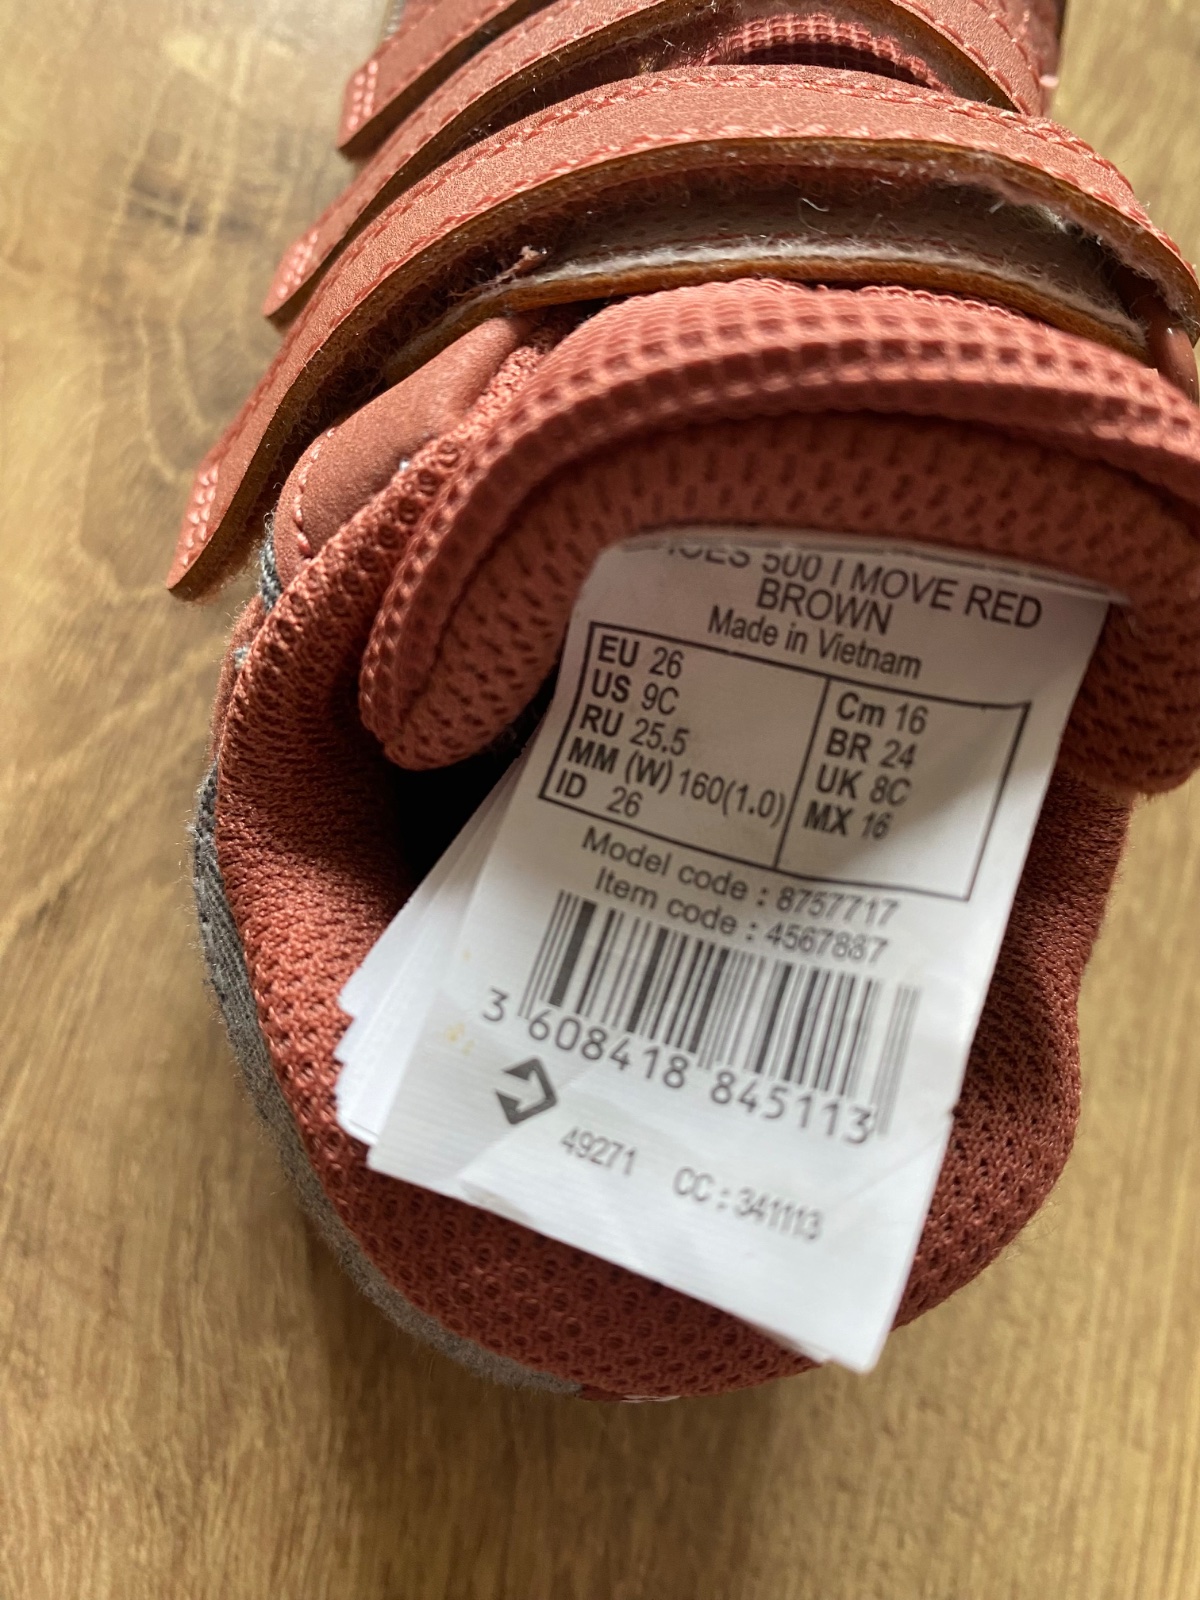 500 I MOVE RED
BROWN
Made in Vietnam
EU 26
US 9C
RU 25.5
MM (W) 160(1.0)
ID 26
Cm 16
BR 24
UK 8C
MX 16
Model code : 8757717
Item code : 4567887
3 608418 845113
49271 CC : 341113